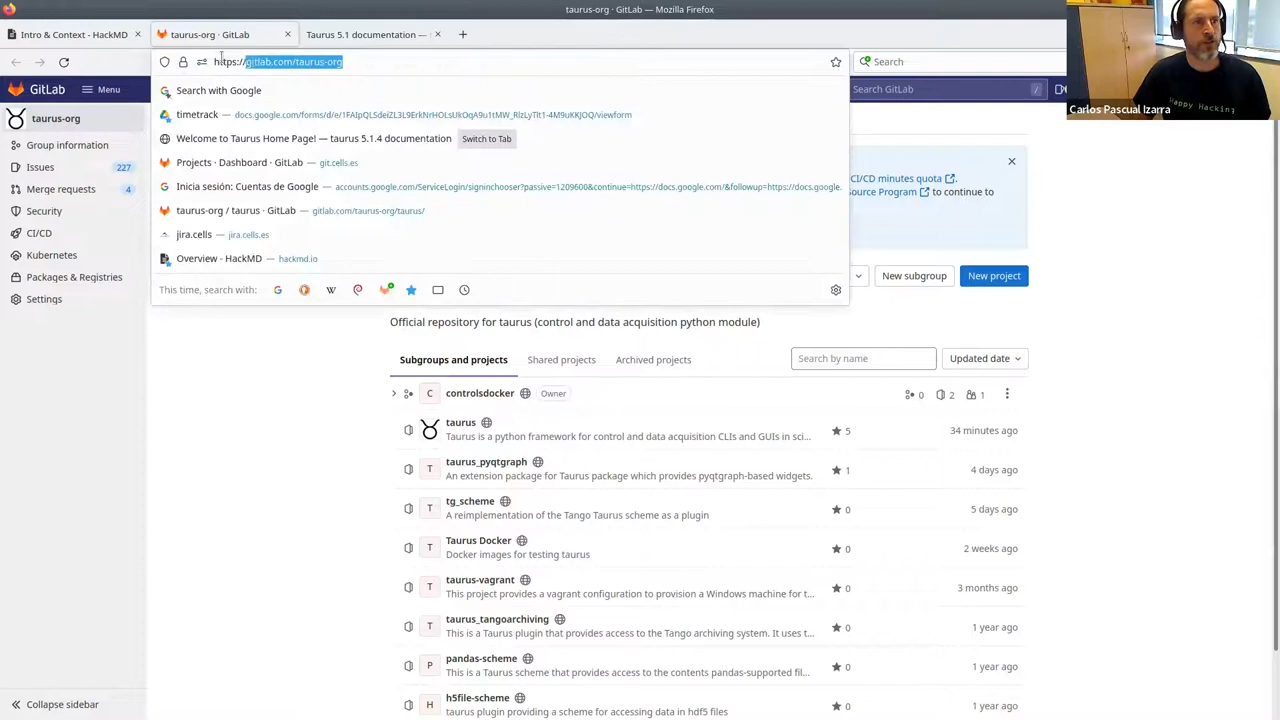 taurus-org · GitLab — Mozilla Firefox
Intro & Context - HackMD
taurus-org · GitLab
Taurus 5.1 documentation —
https://gitlab.com/taurus-org
Search
Search with Google
timetrack — docs.google.com/forms/d/e/1FAIpQLSdeiZL3L9ErkNrHOLsUkOqA9u1tMW_RlzLyTlt1-4M9uKKJOQ/viewform
Welcome to Taurus Home Page! — taurus 5.1.4 documentation
Switch to Tab
Projects · Dashboard · GitLab — git.cells.es
Inicia sesión: Cuentas de Google — accounts.google.com/ServiceLogin/signinchooser?passive=1209600&continue=https://docs.google.com/&followup=https://docs.google.
taurus-org / taurus · GitLab — gitlab.com/taurus-org/taurus/
jira.cells — jira.cells.es
Overview - HackMD — hackmd.io
This time, search with:
GitLab
Menu
Search GitLab
/
taurus-org
Group information
Issues
227
Merge requests
4
Security
CI/CD
Kubernetes
Packages & Registries
Settings
Collapse sidebar
CI/CD minutes quota
ource Program
to continue to
New subgroup
New project
Official repository for taurus (control and data acquisition python module)
Subgroups and projects
Shared projects
Archived projects
Search by name
Updated date
C
controlsdocker
Owner
0
2
1
taurus
Taurus is a python framework for control and data acquisition CLIs and GUIs in sci...
5
34 minutes ago
T
taurus_pyqtgraph
An extension package for Taurus package which provides pyqtgraph-based widgets.
1
4 days ago
T
tg_scheme
A reimplementation of the Tango Taurus scheme as a plugin
0
5 days ago
T
Taurus Docker
Docker images for testing taurus
0
2 weeks ago
T
taurus-vagrant
This project provides a vagrant configuration to provision a Windows machine for t...
0
3 months ago
T
taurus_tangoarchiving
This is a Taurus plugin that provides access to the Tango archiving system. It uses t...
0
1 year ago
P
pandas-scheme
This is a Taurus scheme that provides access to the contents pandas-supported fil...
0
1 year ago
H
h5file-scheme
taurus plugin providing a scheme for accessing data in hdf5 files
0
1 year ago
Happy Hacking
Carlos Pascual Izarra